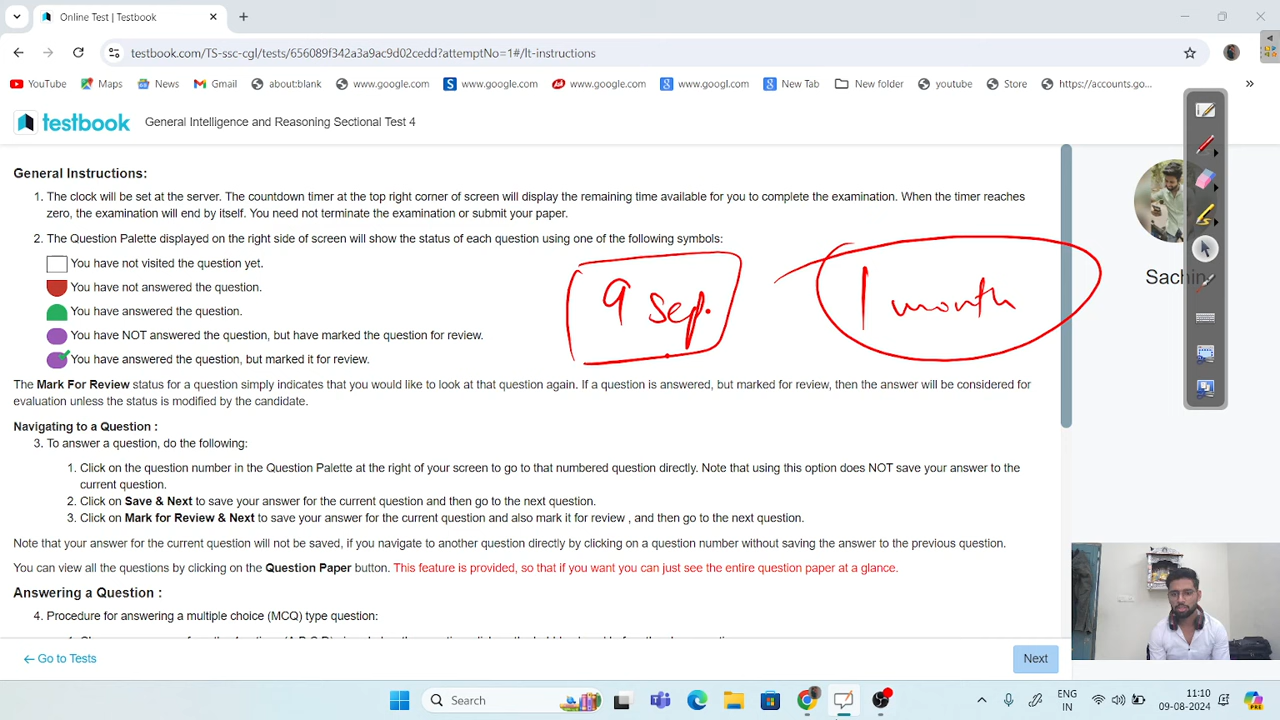 Online Test | Testbook
testbook.com/TS-ssc-cgl/tests/656089f342a3a9ac9d02cedd?attemptNo=1#/lt-instructions
YouTube Maps News Gmail about:blank www.google.com www.google.com www.google.com www.googl.com New Tab New folder youtube Store https://accounts.go...
testbook General Intelligence and Reasoning Sectional Test 4
General Instructions:
1. The clock will be set at the server. The countdown timer at the top right corner of screen will display the remaining time available for you to complete the examination. When the timer reaches
zero, the examination will end by itself. You need not terminate the examination or submit your paper.
2. The Question Palette displayed on the right side of screen will show the status of each question using one of the following symbols:
You have not visited the question yet.
You have not answered the question.
You have answered the question.
You have NOT answered the question, but have marked the question for review.
You have answered the question, but marked it for review.
9 Sep.
1 month
Sachin
The Mark For Review status for a question simply indicates that you would like to look at that question again. If a question is answered, but marked for review, then the answer will be considered for
evaluation unless the status is modified by the candidate.
Navigating to a Question :
3. To answer a question, do the following:
1. Click on the question number in the Question Palette at the right of your screen to go to that numbered question directly. Note that using this option does NOT save your answer to the
current question.
2. Click on Save & Next to save your answer for the current question and then go to the next question.
3. Click on Mark for Review & Next to save your answer for the current question and also mark it for review , and then go to the next question.
Note that your answer for the current question will not be saved, if you navigate to another question directly by clicking on a question number without saving the answer to the previous question.
You can view all the questions by clicking on the Question Paper button. This feature is provided, so that if you want you can just see the entire question paper at a glance.
Answering a Question :
4. Procedure for answering a multiple choice (MCQ) type question:
Go to Tests
Next
Search
ENG
IN
11:10
09-08-2024